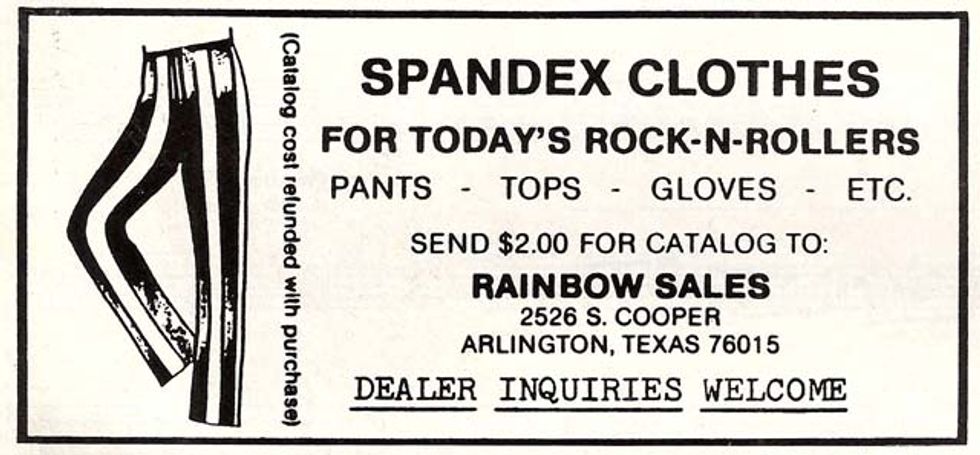 (Catalog cost refunded with purchase)
SPANDEX CLOTHES
FOR TODAY'S ROCK-N-ROLLERS
PANTS - TOPS - GLOVES - ETC.
SEND $2.00 FOR CATALOG TO:
RAINBOW SALES
2526 S. COOPER
ARLINGTON, TEXAS 76015
DEALER INQUIRIES WELCOME